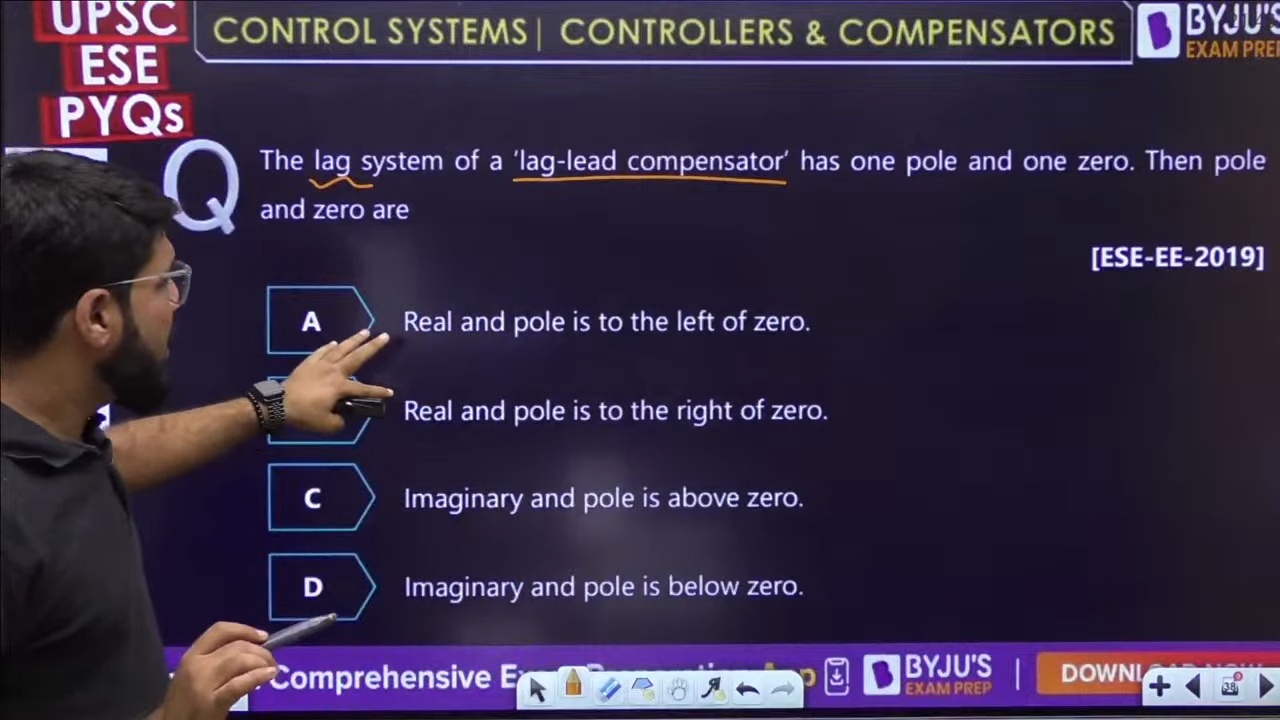 UPSC
ESE
PYQs
CONTROL SYSTEMS| CONTROLLERS & COMPENSATORS
BYJU'S
EXAM PREP
Q
The lag system of a ‘lag-lead compensator’ has one pole and one zero. Then pole
and zero are
[ESE-EE-2019]
A Real and pole is to the left of zero.
Real and pole is to the right of zero.
C Imaginary and pole is above zero.
D Imaginary and pole is below zero.
Comprehensive
BYJU'S
EXAM PREP